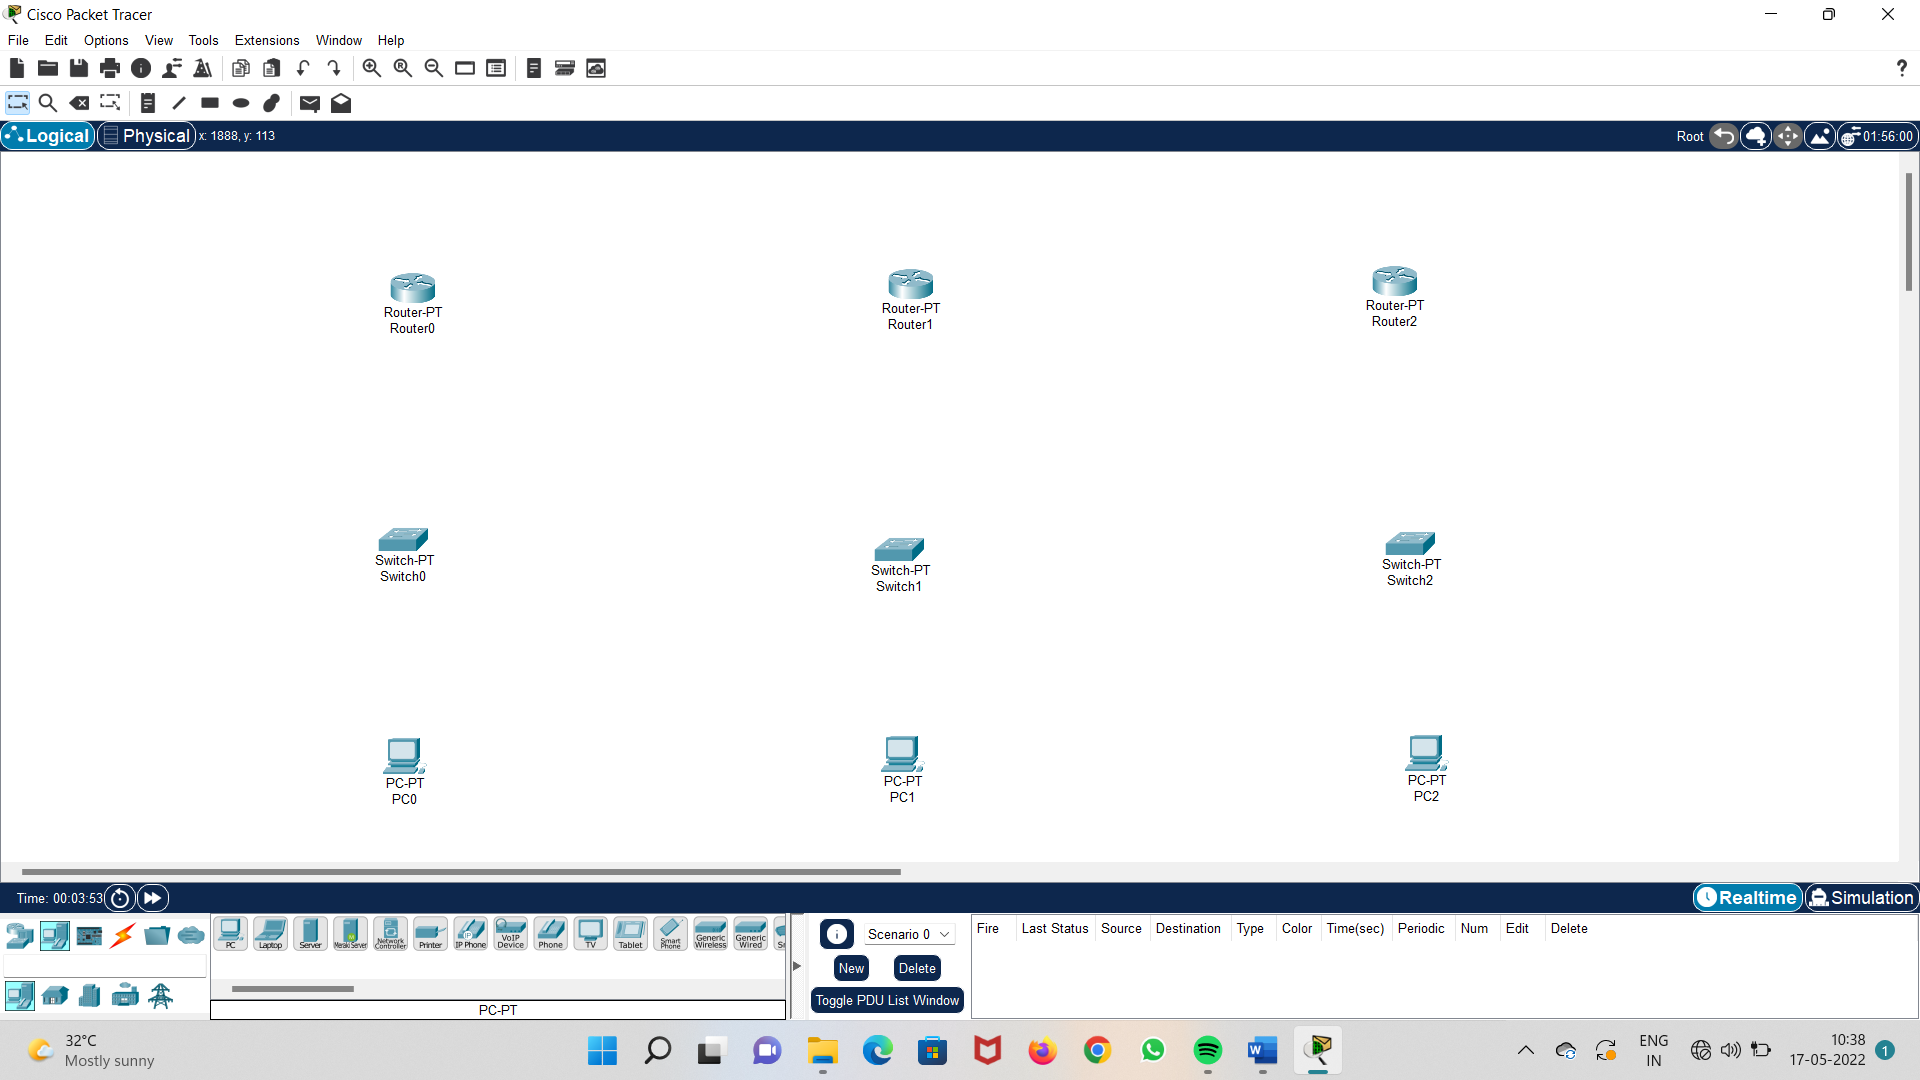 Cisco Packet Tracer
File Edit Options View Tools Extensions Window Help
?
Logical Physical x: 1888, y: 113 Root 01:56:00
Router-PT
Router0
Router-PT
Router1
Router-PT
Router2
Switch-PT
Switch0
Switch-PT
Switch1
Switch-PT
Switch2
PC-PT
PC0
PC-PT
PC1
PC-PT
PC2
Time: 00:03:53 Realtime Simulation
PC Laptop Server Meraki Server Network Controller Printer IP Phone VoIP Device Phone TV Tablet Smart Phone Generic Wireless Generic Wired
PC-PT
Scenario 0
New Delete
Toggle PDU List Window
Fire Last Status Source Destination Type Color Time(sec) Periodic Num Edit Delete
32°C
Mostly sunny
ENG
IN
10:38
17-05-2022
1